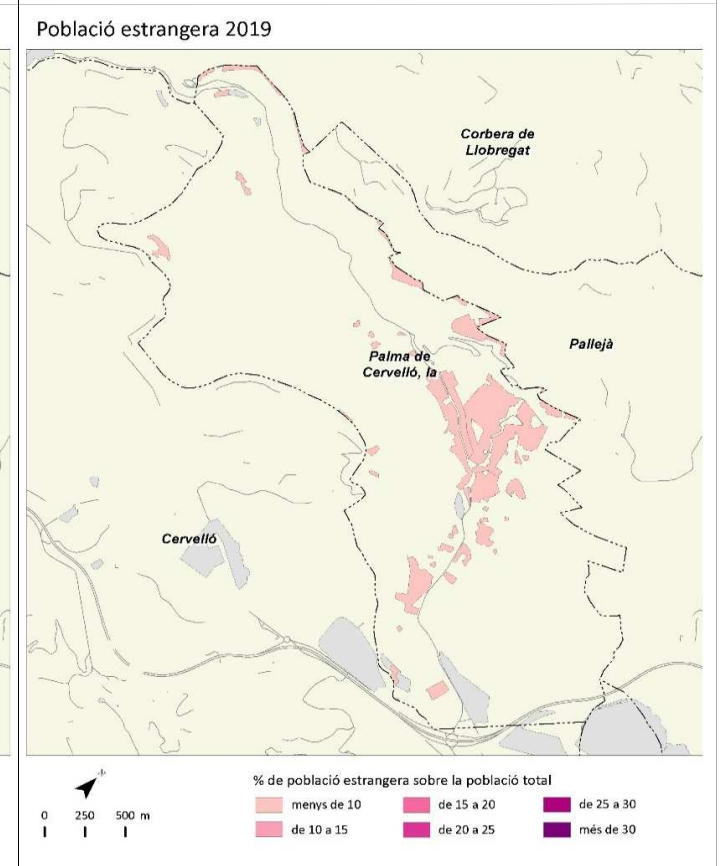 Població estrangera 2019
Corbera de
Llobregat
Pallejà
Palma de
Cervelló, la
Cervelló
% de població estrangera sobre la població total
menys de 10
de 15 a 20
de 25 a 30
de 10 a 15
de 20 a 25
més de 30
0 250 500 m